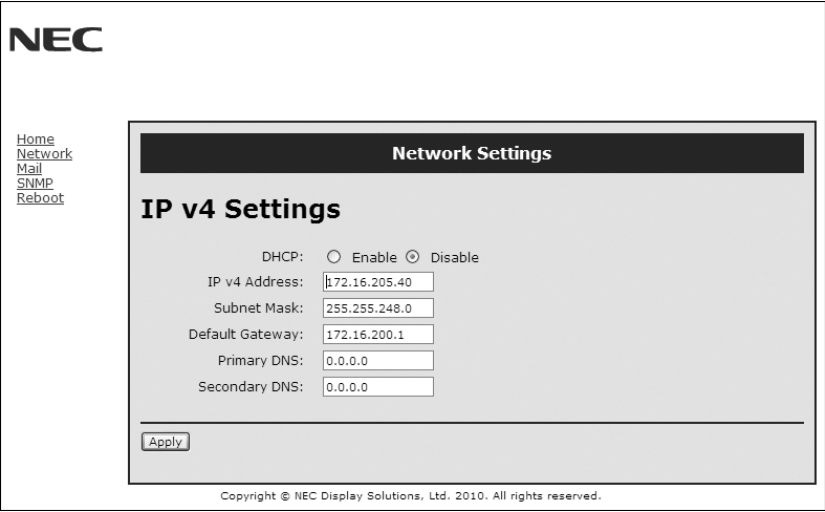 NEC
Home
Network
Mail
SNMP
Reboot
Network Settings
IP v4 Settings
DHCP: Enable Disable
IP v4 Address: 172.16.205.40
Subnet Mask: 255.255.248.0
Default Gateway: 172.16.200.1
Primary DNS: 0.0.0.0
Secondary DNS: 0.0.0.0
Apply
Copyright © NEC Display Solutions, Ltd. 2010. All rights reserved.